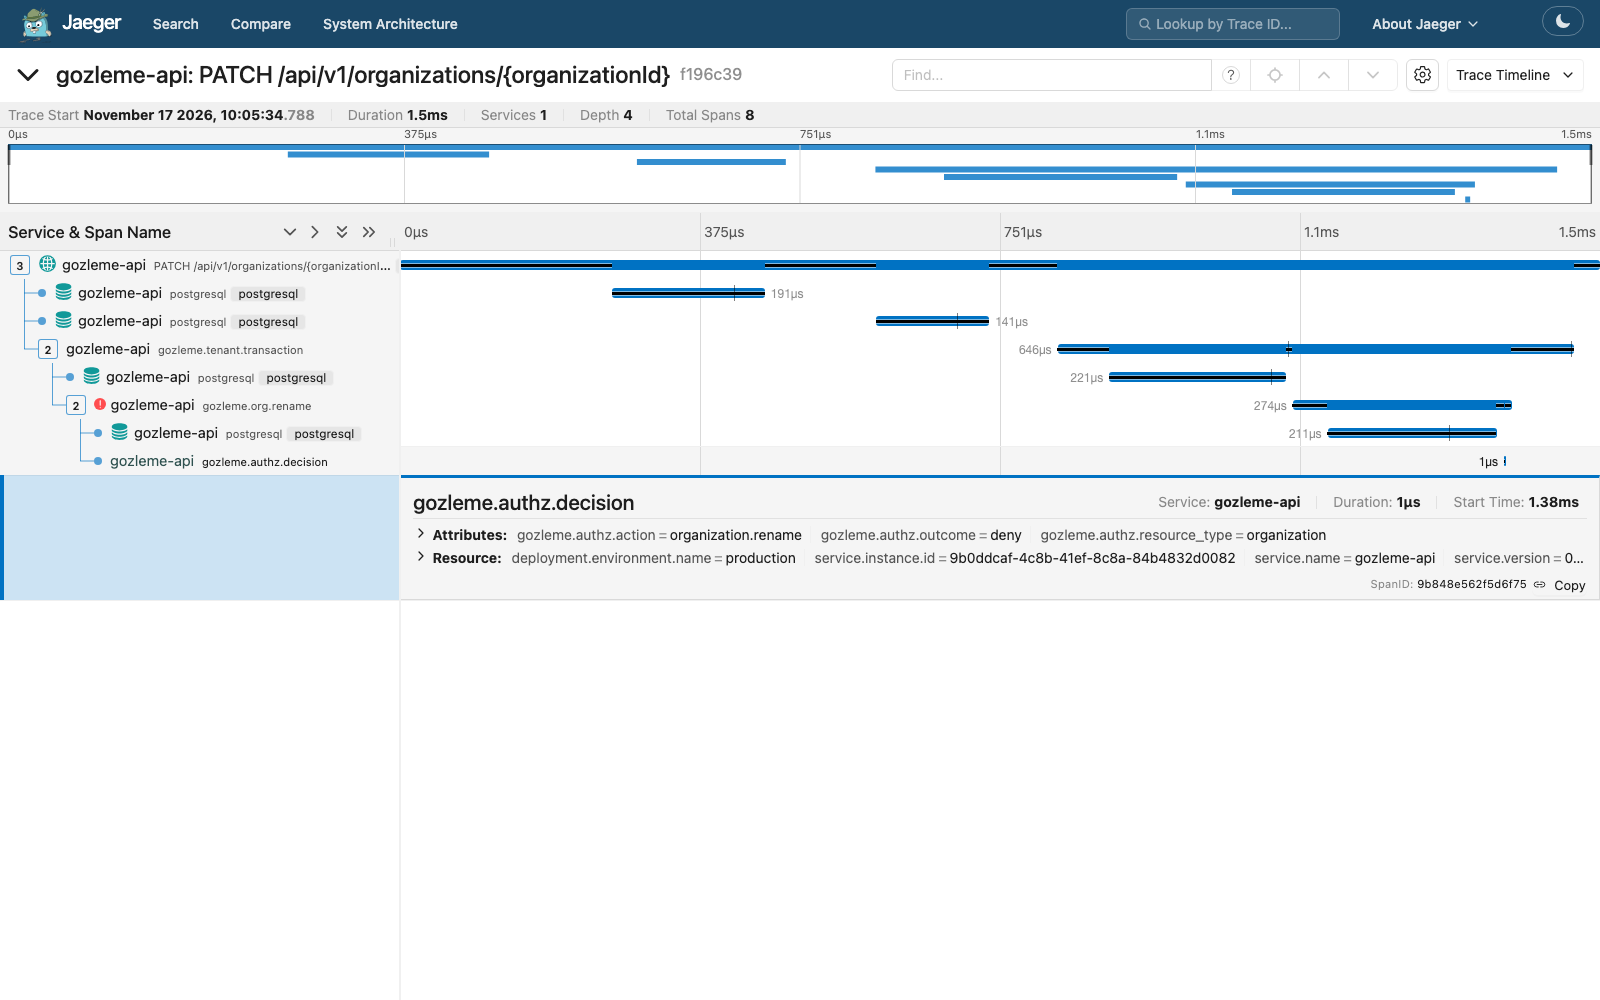 Jaeger Search Compare System Architecture Lookup by Trace ID... About Jaeger
gozleme-api: PATCH /api/v1/organizations/{organizationId} f196c39 Find... ? Trace Timeline
Trace Start November 17 2026, 10:05:34.788 Duration 1.5ms Services 1 Depth 4 Total Spans 8
0μs 375μs 751μs 1.1ms 1.5ms
Service & Span Name 0μs 375μs 751μs 1.1ms 1.5ms
3 gozleme-api PATCH /api/v1/organizations/{organizationI...
gozleme-api postgresql postgresql 191μs
gozleme-api postgresql postgresql 141μs
2 gozleme-api gozleme.tenant.transaction 646μs
gozleme-api postgresql postgresql 221μs
2 gozleme-api gozleme.org.rename 274μs
gozleme-api postgresql postgresql 211μs
gozleme-api gozleme.authz.decision 1μs
gozleme.authz.decision Service: gozleme-api Duration: 1μs Start Time: 1.38ms
Attributes: gozleme.authz.action = organization.rename gozleme.authz.outcome = deny gozleme.authz.resource_type = organization
Resource: deployment.environment.name = production service.instance.id = 9b0ddcaf-4c8b-41ef-8c8a-84b4832d0082 service.name = gozleme-api service.version = 0...
SpanID: 9b848e562f5d6f75 Copy